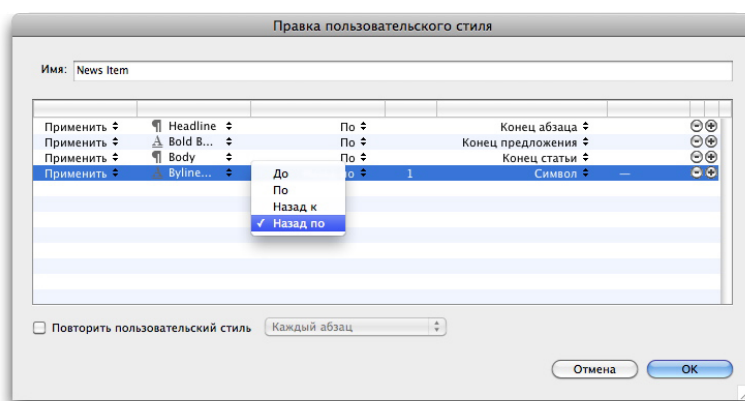 Правка пользовательского стиля
Имя: News Item
Применить ¶ Headline По Конец абзаца
Применить A Bold B... По Конец предложения
Применить ¶ Body По Конец статьи
Применить A Byline... по 1 Символ —
До
По
Назад к
✓ Назад по
Повторить пользовательский стиль Каждый абзац
Отмена OK